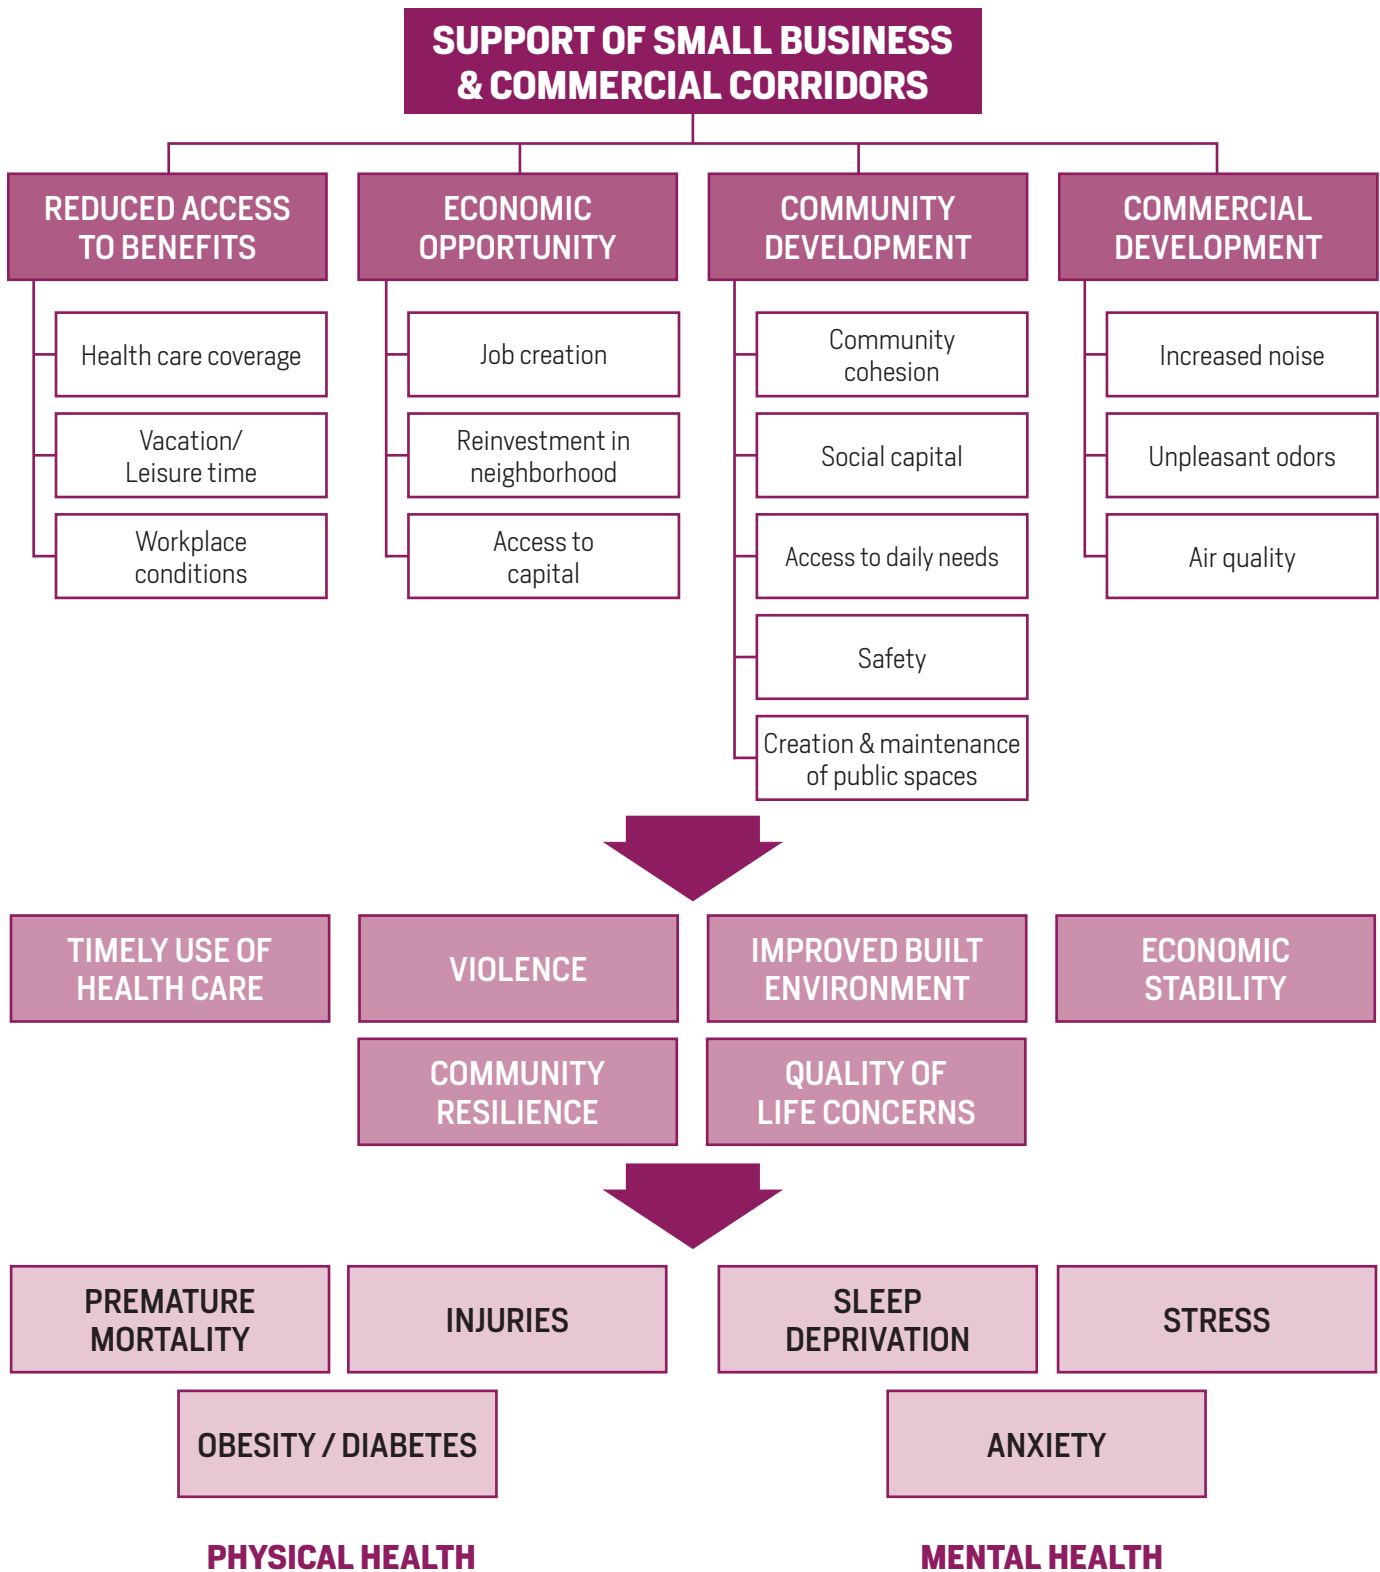 SUPPORT OF SMALL BUSINESS
& COMMERCIAL CORRIDORS
REDUCED ACCESS
TO BENEFITS
Health care coverage
Vacation/
Leisure time
Workplace
conditions
ECONOMIC
OPPORTUNITY
Job creation
Reinvestment in
neighborhood
Access to
capital
COMMUNITY
DEVELOPMENT
Community
cohesion
Social capital
Access to daily needs
Safety
Creation & maintenance
of public spaces
COMMERCIAL
DEVELOPMENT
Increased noise
Unpleasant odors
Air quality
TIMELY USE OF
HEALTH CARE
VIOLENCE
IMPROVED BUILT
ENVIRONMENT
ECONOMIC
STABILITY
COMMUNITY
RESILIENCE
QUALITY OF
LIFE CONCERNS
PREMATURE
MORTALITY
INJURIES
OBESITY / DIABETES
PHYSICAL HEALTH
SLEEP
DEPRIVATION
STRESS
ANXIETY
MENTAL HEALTH